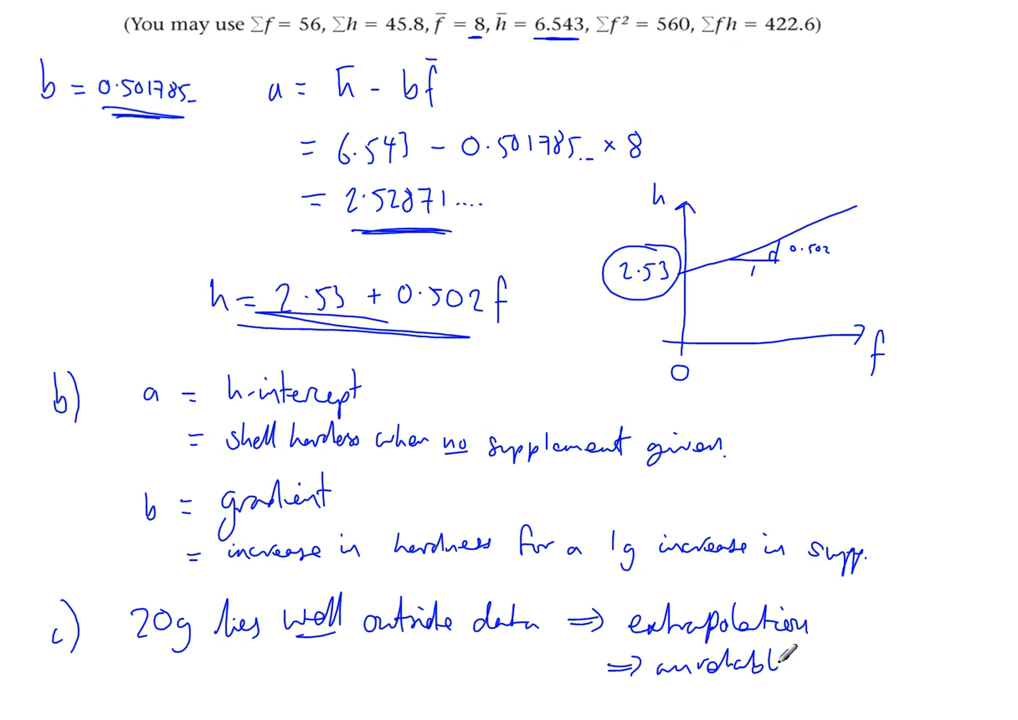 (You may use Σf = 56, Σh = 45.8, f̄ = 8, h̄ = 6.543, Σf² = 560, Σfh = 422.6)
b = 0.501785... a = h̄ - bf̄
= 6.543 - 0.501785... × 8
= 2.52871....
h
2.53
0.502
1
f
0
h = 2.53 + 0.502f
b) a = h-intercept
= shell hardness when no supplement given.
b = gradient
= increase in hardness for a 1g increase in supp.
c) 20g lies well outside data ⇒ extrapolation
⇒ unreliable